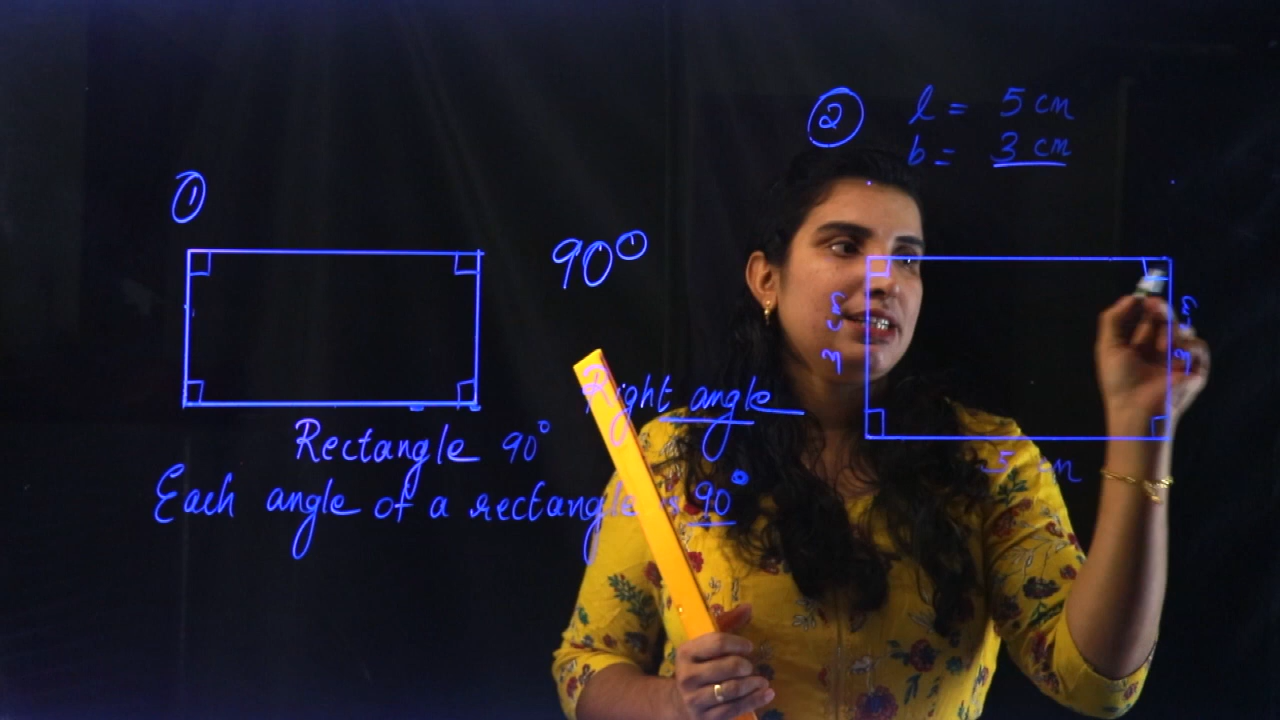 ①
90°
Right angle
Rectangle 90°
Each angle of a rectangle is 90°
②
l = 5 cm
b = 3 cm
3 cm
3 cm
5 cm